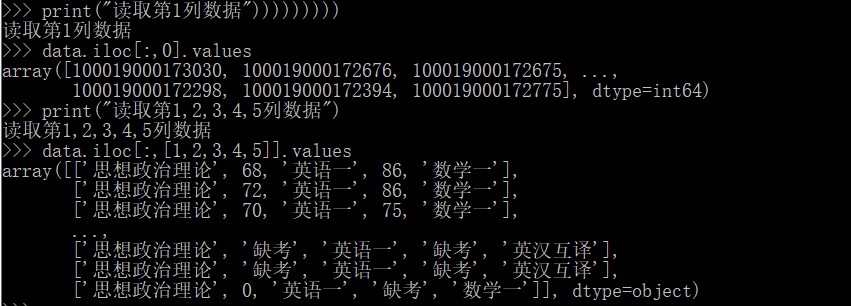 >>> print("读取第1列数据")))))))))
读取第1列数据
>>> data.iloc[:,0].values
array([100019000173030, 100019000172676, 100019000172675, ...,
100019000172298, 100019000172394, 100019000172775], dtype=int64)
>>> print("读取第1,2,3,4,5列数据")
读取第1,2,3,4,5列数据
>>> data.iloc[:,[1,2,3,4,5]].values
array([['思想政治理论', 68, '英语一', 86, '数学一'],
['思想政治理论', 72, '英语一', 86, '数学一'],
['思想政治理论', 70, '英语一', 75, '数学一'],
...,
['思想政治理论', '缺考', '英语一', '缺考', '英汉互译'],
['思想政治理论', '缺考', '英语一', '缺考', '英汉互译'],
['思想政治理论', 0, '英语一', '缺考', '数学一']], dtype=object)
>>>